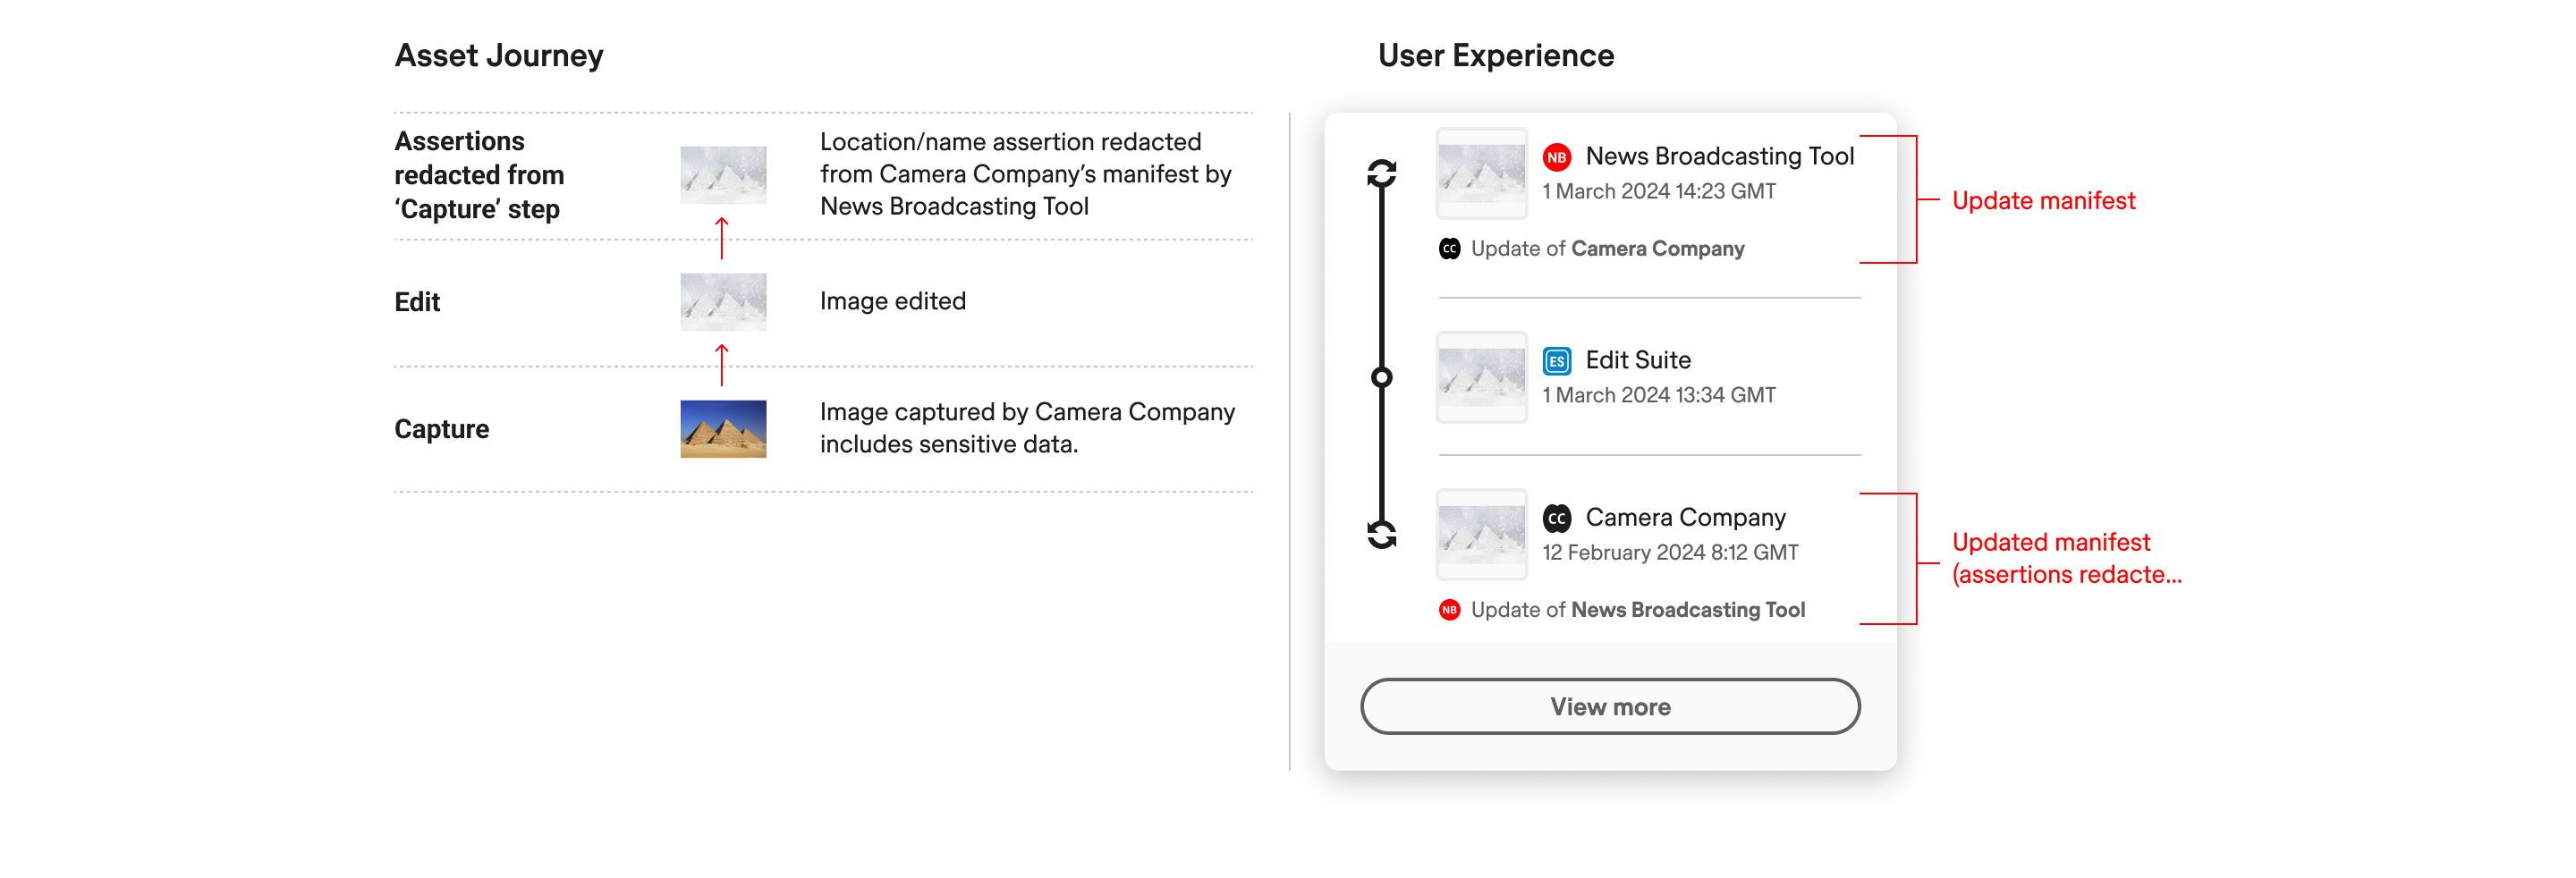 Asset Journey
Assertions
redacted from
‘Capture’ step
Location/name assertion redacted
from Camera Company’s manifest by
News Broadcasting Tool
Edit
Image edited
Capture
Image captured by Camera Company
includes sensitive data.
User Experience
NB News Broadcasting Tool
1 March 2024 14:23 GMT
CC Update of Camera Company
Update manifest
ES Edit Suite
1 March 2024 13:34 GMT
CC Camera Company
12 February 2024 8:12 GMT
NB Update of News Broadcasting Tool
Updated manifest
(assertions redacte...
View more